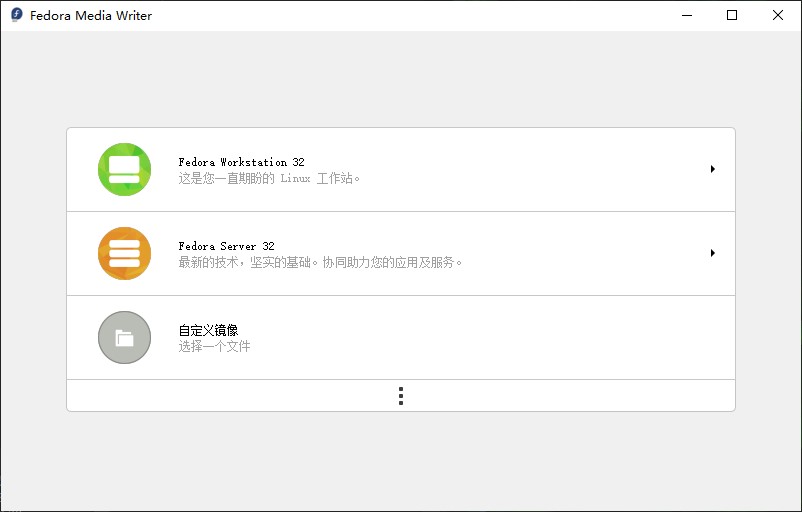 Fedora Media Writer
Fedora Workstation 32
这是您一直期盼的 Linux 工作站。
Fedora Server 32
最新的技术，坚实的基础。协同助力您的应用及服务。
自定义镜像
选择一个文件